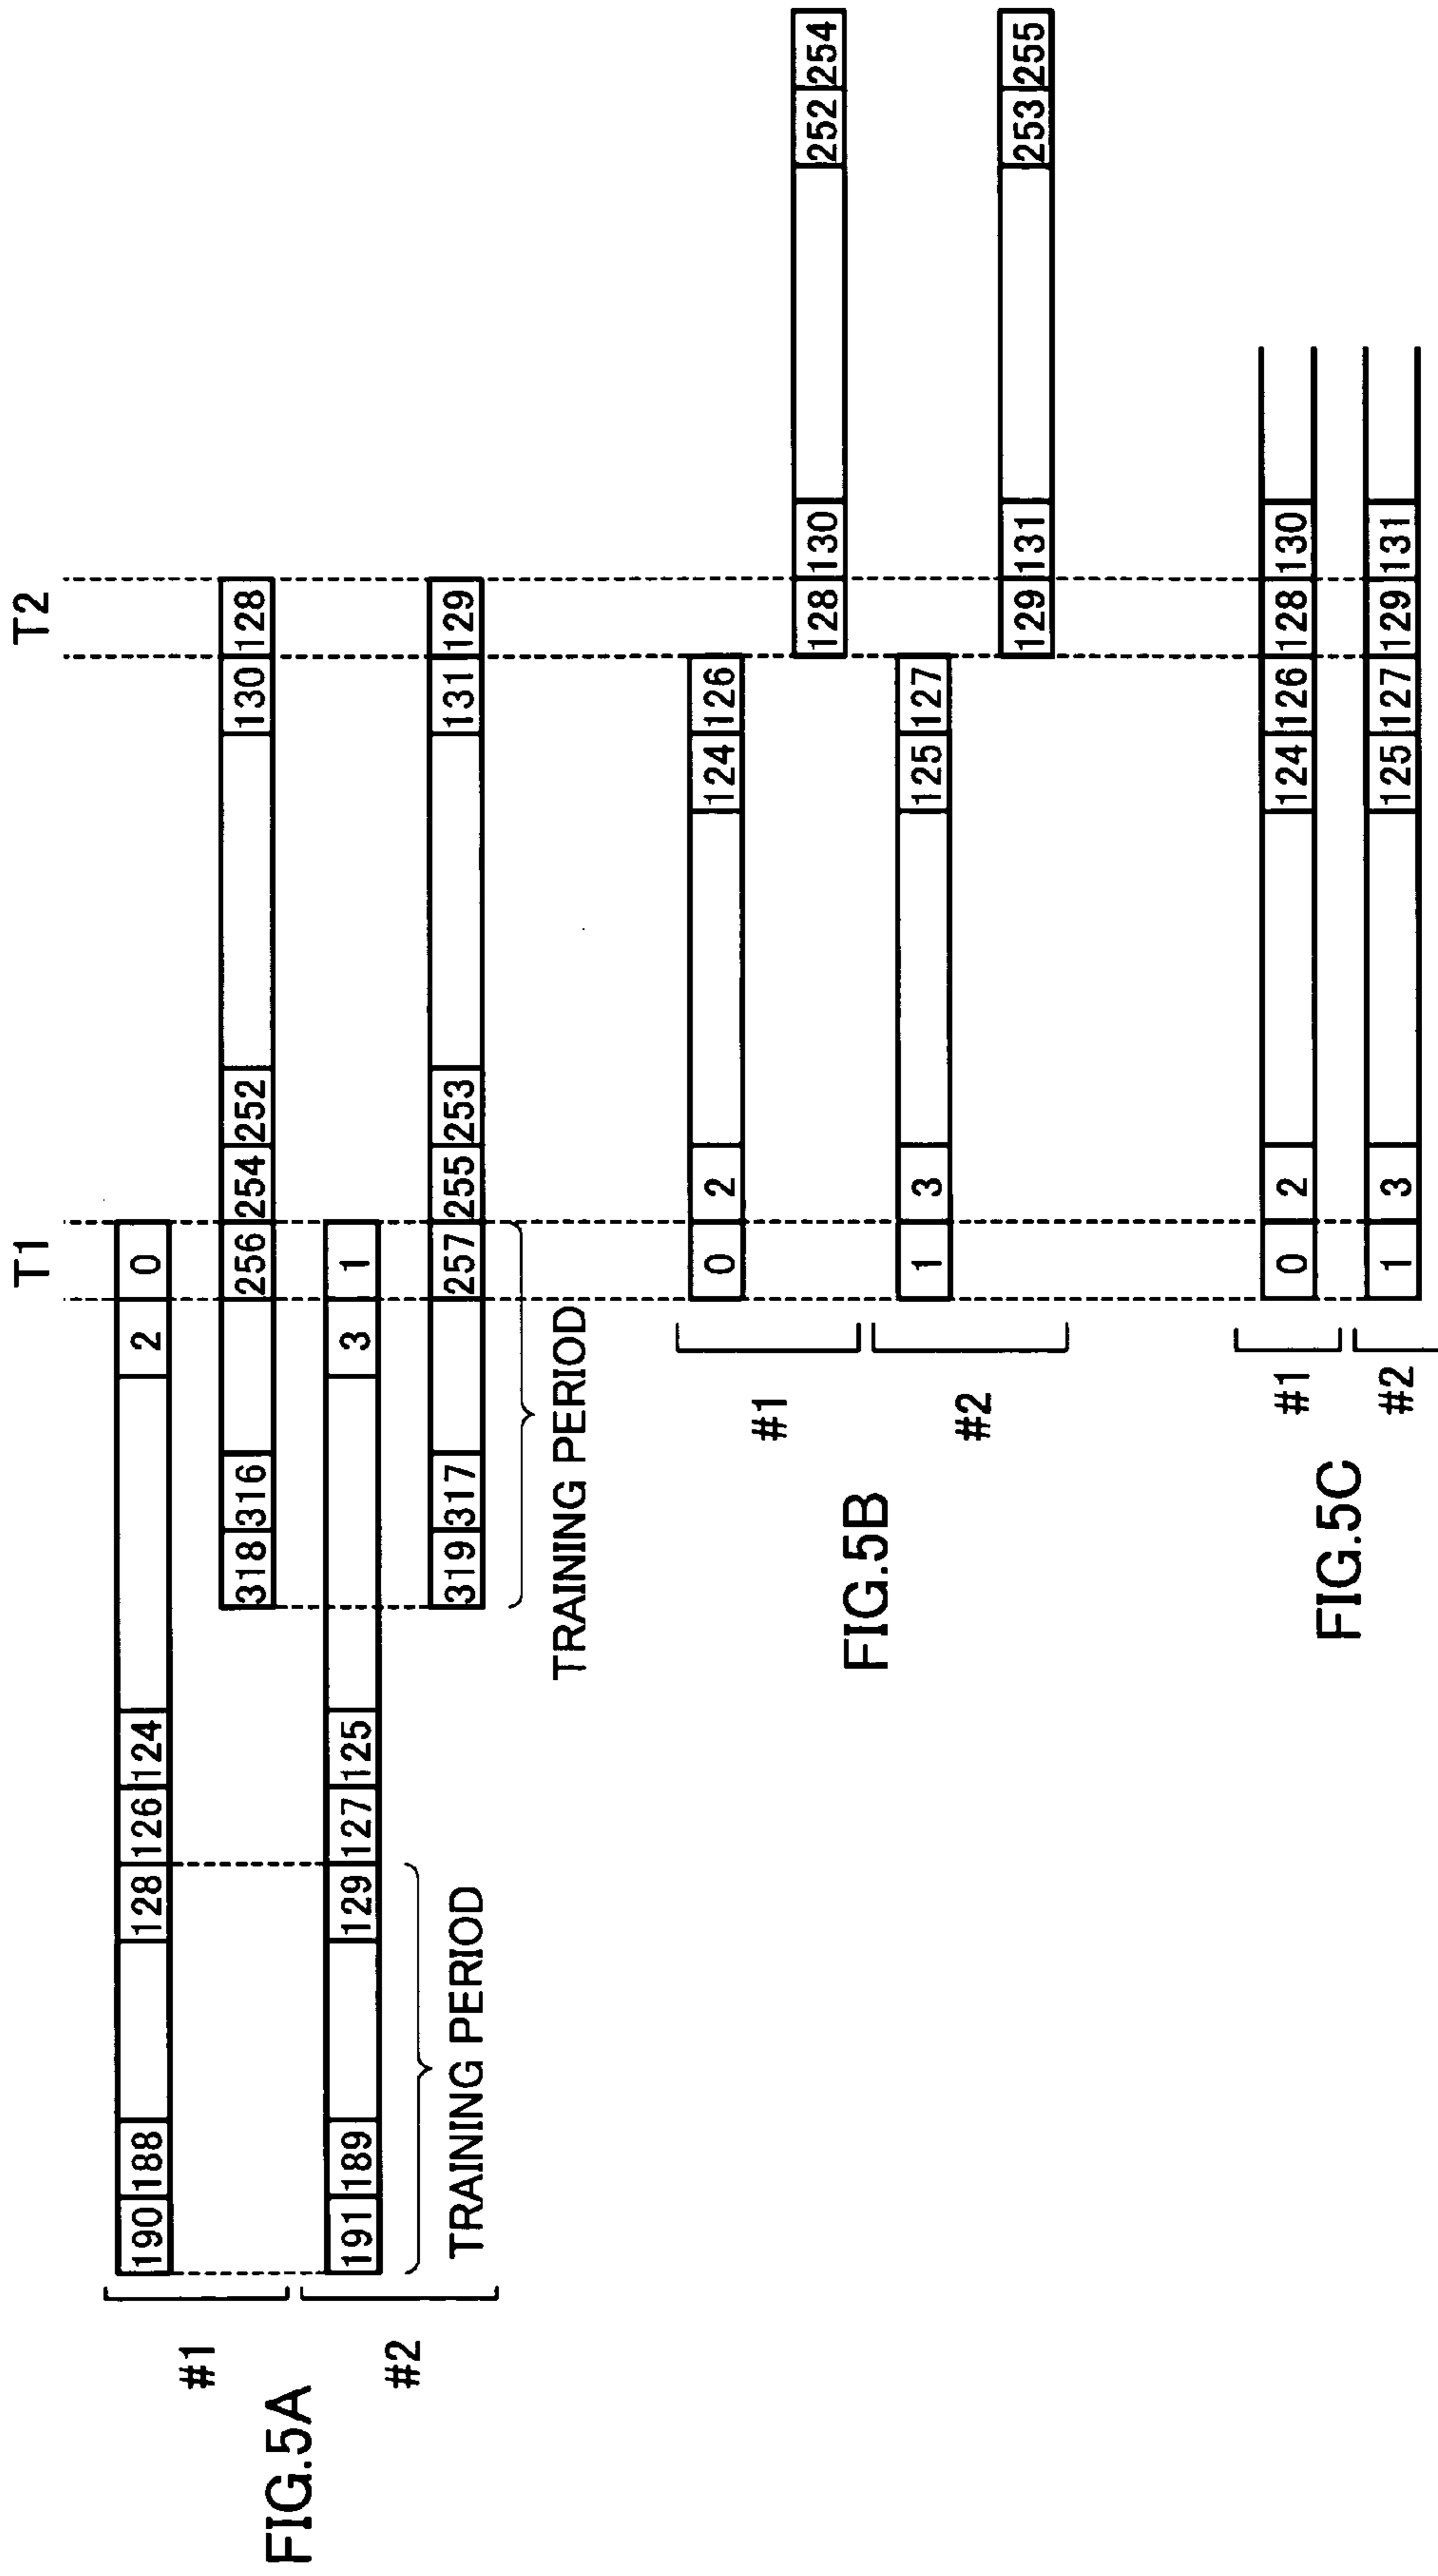 T1 T2
190 188 128 126 124 2 0
318 316 256 254 252 130 128
#1
191 189 129 127 125 3 1
319 317 257 255 253 131 129
#2
FIG.5A
TRAINING PERIOD
TRAINING PERIOD
0 2 124 126
128 130 252 254
#1
1 3 125 127
129 131 253 255
#2
FIG.5B
#1
0 2 124 126 128 130
#2
1 3 125 127 129 131
FIG.5C